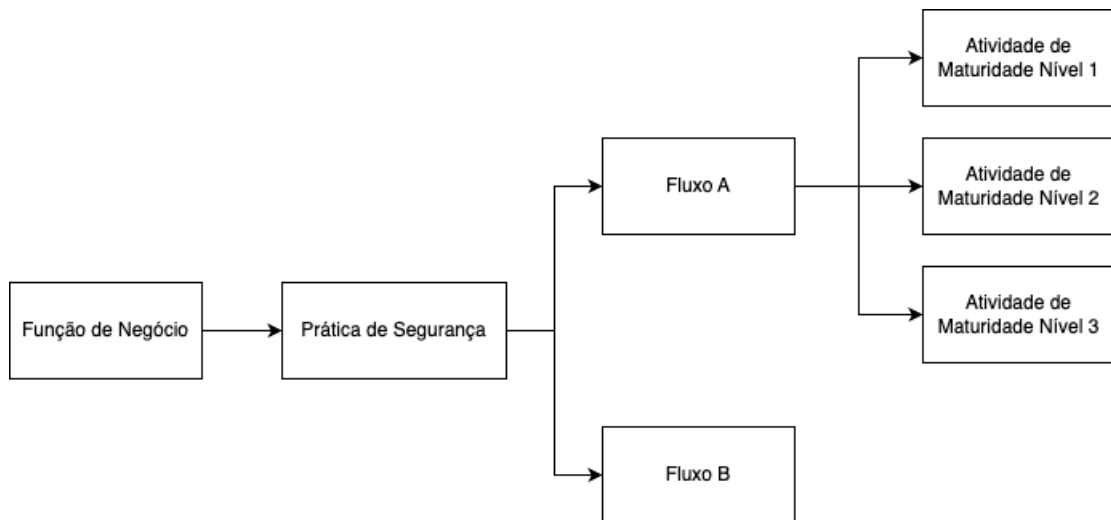 Atividade de
Maturidade Nível 1
Fluxo A
Atividade de
Maturidade Nível 2
Atividade de
Maturidade Nível 3
Função de Negócio
Prática de Segurança
Fluxo B